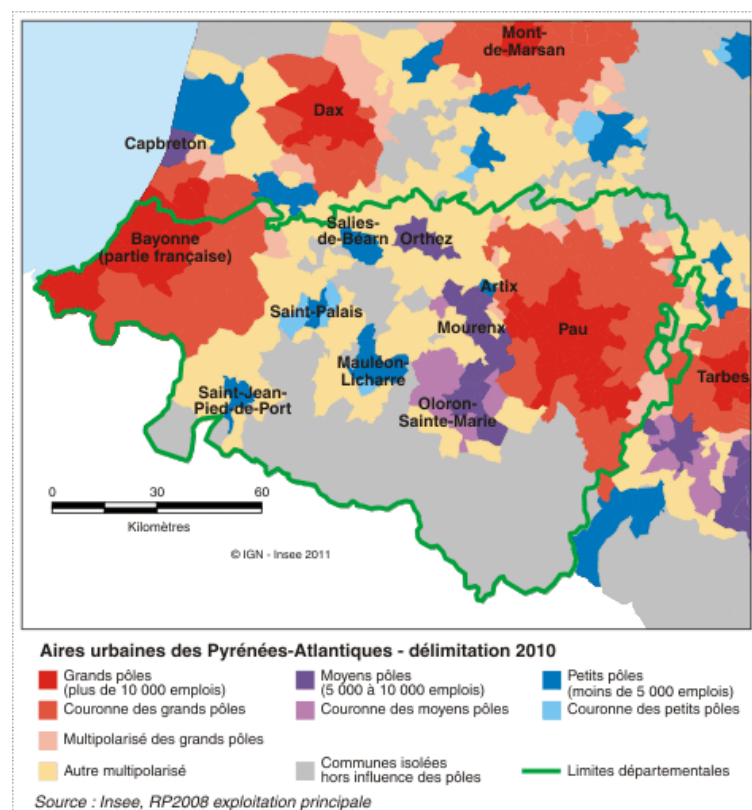 Mont-
de-Marsan
Dax
Capbreton
Bayonne
(partie française)
Salies-
de-Béarn
Orthez
Artix
Saint-Palais
Mourenx
Pau
Mauléon-
Licharre
Tarbes
Saint-Jean-
Pied-de-Port
Oloron-
Sainte-Marie
0 30 60
Kilomètres
© IGN - Insee 2011
Aires urbaines des Pyrénées-Atlantiques - délimitation 2010
Grands pôles
(plus de 10 000 emplois)
Moyens pôles
(5 000 à 10 000 emplois)
Petits pôles
(moins de 5 000 emplois)
Couronne des grands pôles
Couronne des moyens pôles
Couronne des petits pôles
Multipolarisé des grands pôles
Autre multipolarisé
Communes isolées
hors influence des pôles
Limites départementales
Source : Insee, RP2008 exploitation principale